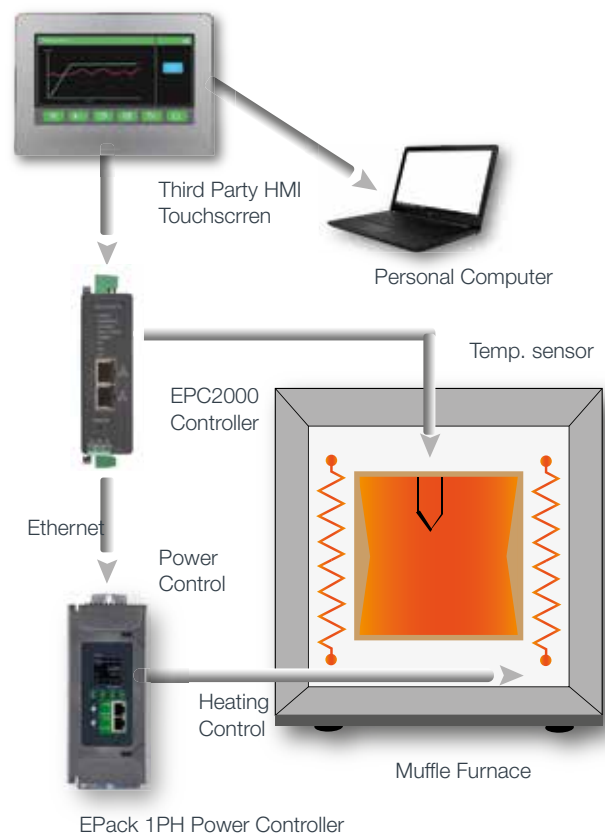 Third Party HMI
Touchscrren
Personal Computer
Temp. sensor
EPC2000
Controller
Ethernet
Power
Control
Heating
Control
Muffle Furnace
EPack 1PH Power Controller